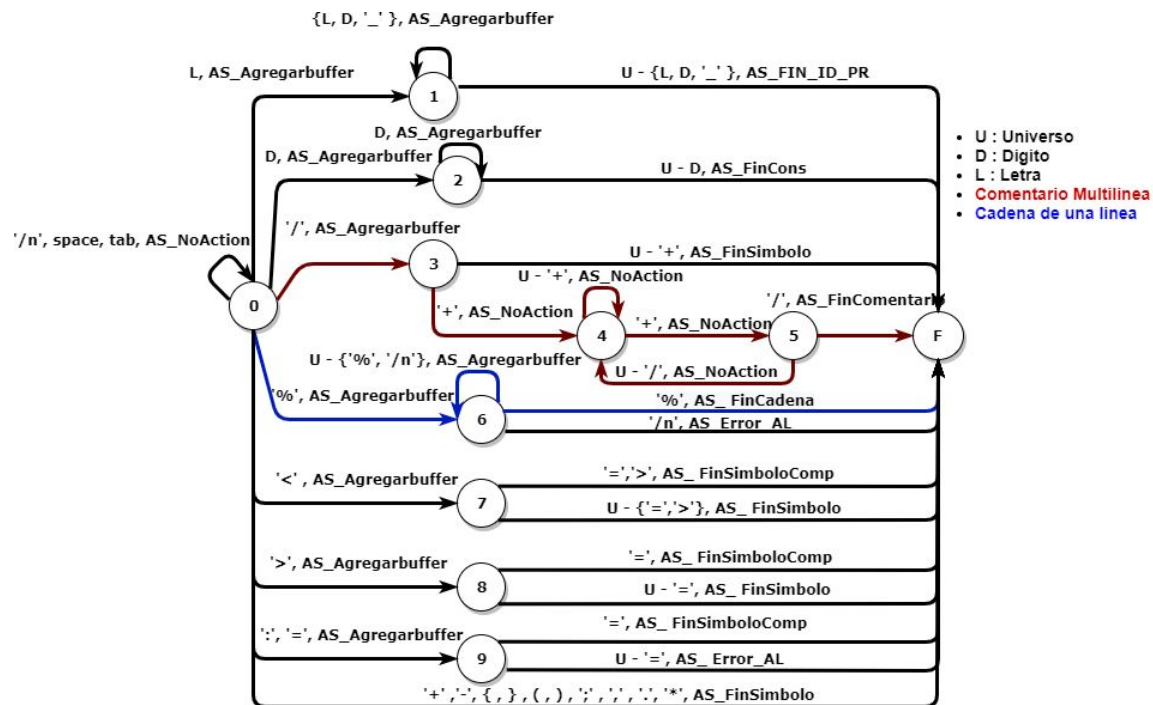 {L, D, '_' }, AS_Agregarbuffer
L, AS_Agregarbuffer
1
U - {L, D, '_' }, AS_FIN_ID_PR
D, AS_Agregarbuffer
D, AS_Agregarbuffer
2
U - D, AS_FinCons
• U : Universo
• D : Digito
• L : Letra
• Comentario Multilinea
• Cadena de una linea
'/n', space, tab, AS_NoAction
0
'/', AS_Agregarbuffer
3
U - '+', AS_FinSimbolo
U - '+', AS_NoAction
'+', AS_NoAction
4
'+', AS_NoAction
5
'/', AS_FinComentario
F
U - '/', AS_NoAction
U - {'%', '/n'}, AS_Agregarbuffer
'%', AS_Agregarbuffer
6
'%', AS_ FinCadena
'/n', AS_Error_AL
'<' , AS_Agregarbuffer
7
'=','>', AS_ FinSimboloComp
U - {'=','>'}, AS_ FinSimbolo
'>', AS_Agregarbuffer
8
'=', AS_ FinSimboloComp
U - '=', AS_ FinSimbolo
':', '=', AS_Agregarbuffer
9
'=', AS_ FinSimboloComp
U - '=', AS_ Error_AL
'+' ,'-', { , } , ( , ) , ';' , ',' , '.', '*', AS_FinSimbolo